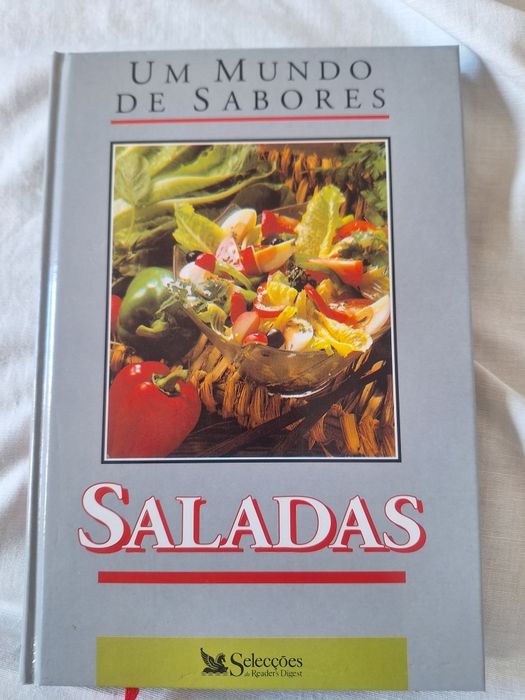 UM MUNDO
DE SABORES
SALADAS
Selecções
do Reader's Digest